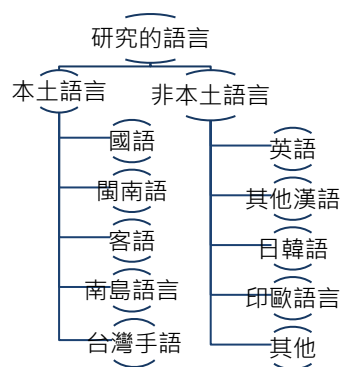 研究的語言
本土語言
非本土語言
國語
閩南語
客語
南島語言
台灣手語
英語
其他漢語
日韓語
印歐語言
其他